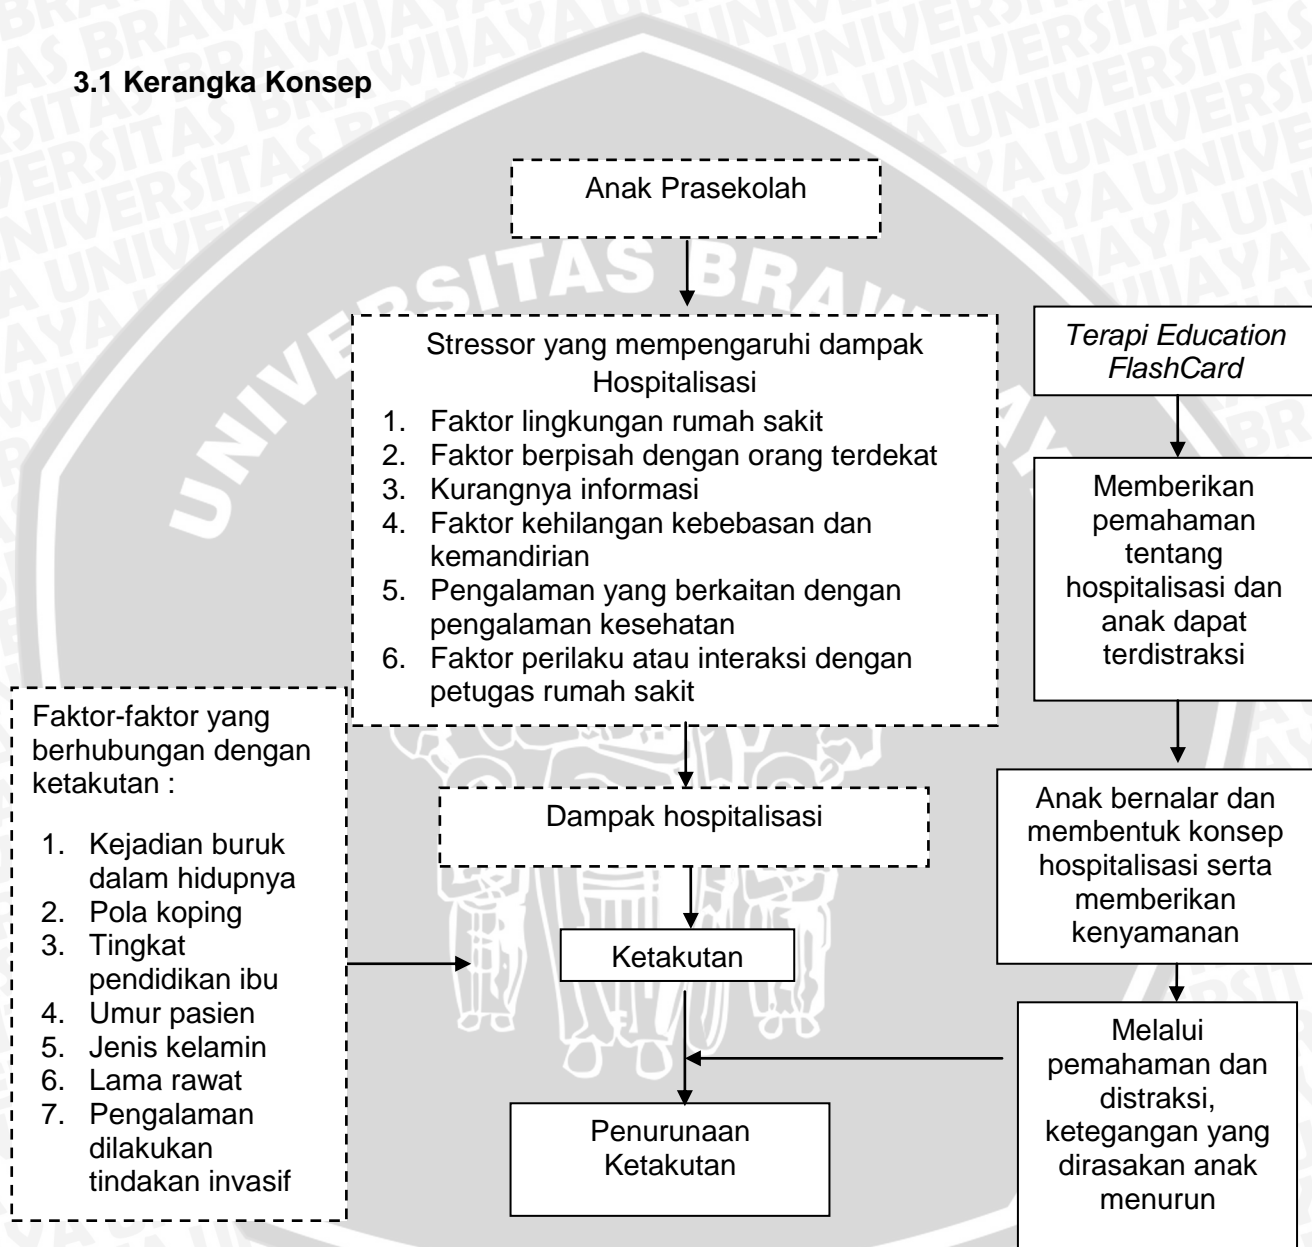 3.1 Kerangka Konsep
Anak Prasekolah
Stressor yang mempengaruhi dampak
Hospitalisasi
1. Faktor lingkungan rumah sakit
2. Faktor berpisah dengan orang terdekat
3. Kurangnya informasi
4. Faktor kehilangan kebebasan dan
kemandirian
5. Pengalaman yang berkaitan dengan
pengalaman kesehatan
6. Faktor perilaku atau interaksi dengan
petugas rumah sakit
Terapi Education
FlashCard
Memberikan
pemahaman
tentang
hospitalisasi dan
anak dapat
terdistraksi
Faktor-faktor yang
berhubungan dengan
ketakutan :
1. Kejadian buruk
dalam hidupnya
2. Pola koping
3. Tingkat
pendidikan ibu
4. Umur pasien
5. Jenis kelamin
6. Lama rawat
7. Pengalaman
dilakukan
tindakan invasif
Dampak hospitalisasi
Anak bernalar dan
membentuk konsep
hospitalisasi serta
memberikan
kenyamanan
Ketakutan
Melalui
pemahaman dan
distraksi,
ketegangan yang
dirasakan anak
menurun
Penurunaan
Ketakutan
UNIVERSITAS BRAWIJAYA